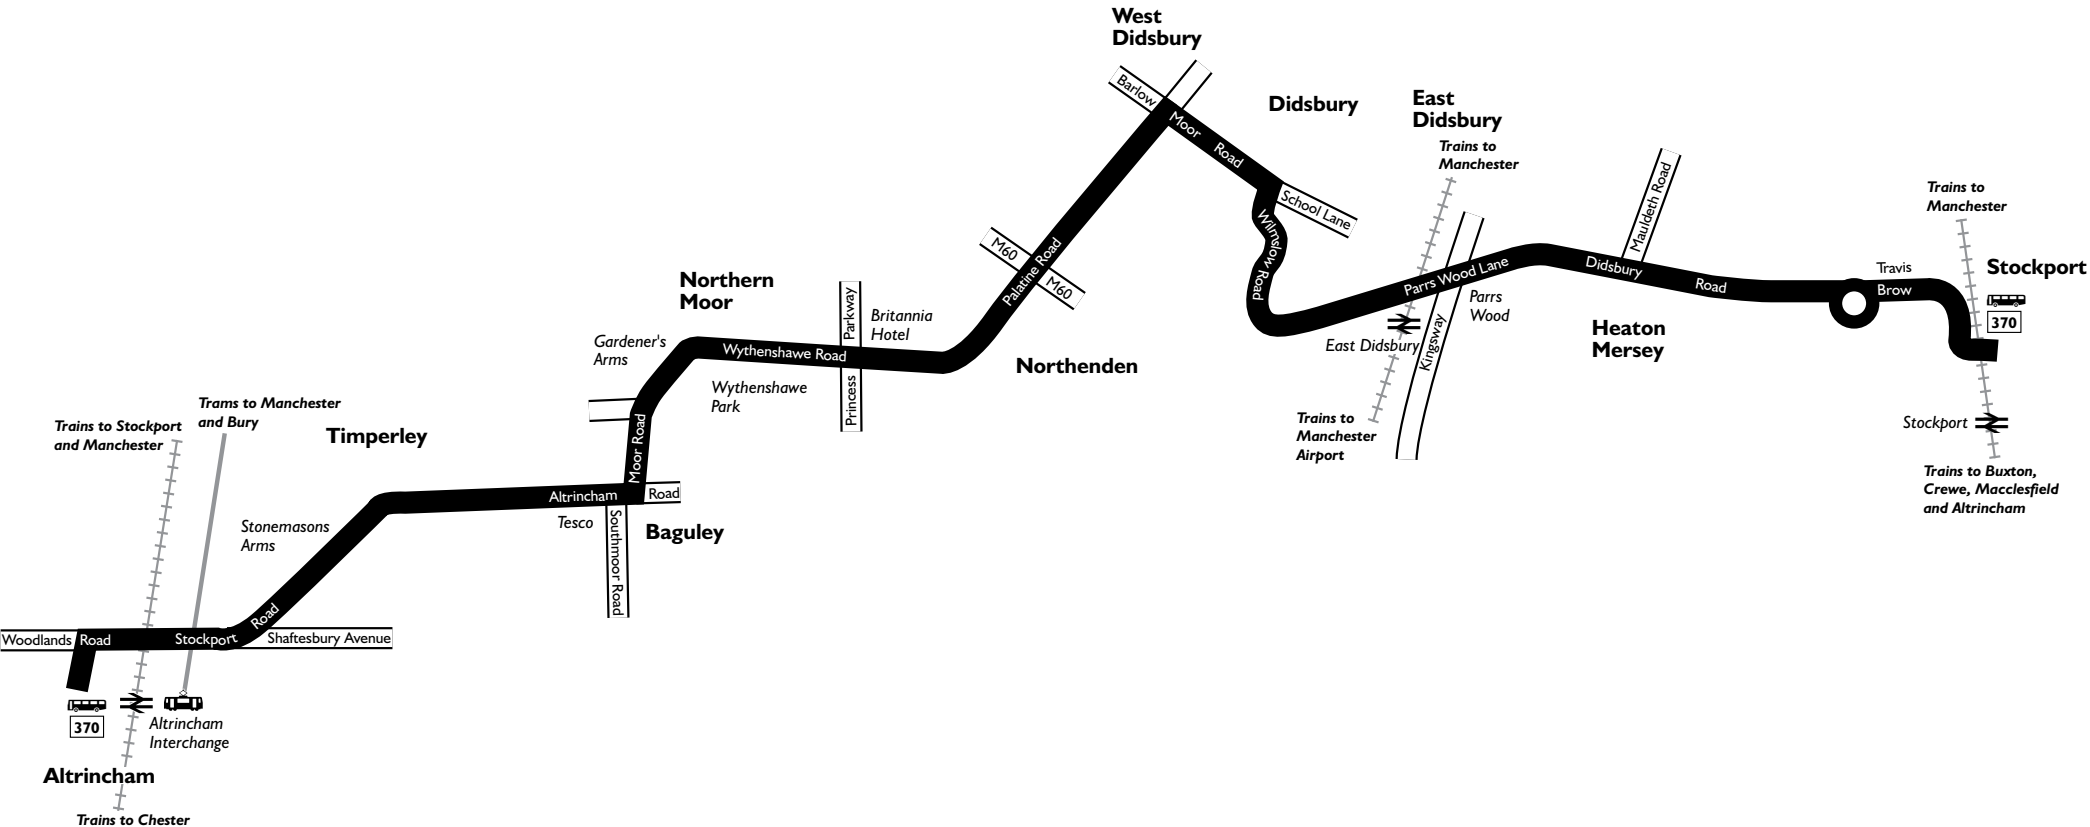 West
Didsbury
Barlow
Moor
Road
Didsbury
East
Didsbury
Trains to
Manchester
School Lane
Wilmslow Road
Mauldeth Road
Trains to
Manchester
Stockport
370
Travis
Brow
Parrs Wood Lane
Didsbury
Road
Parrs
Wood
Kingsway
East Didsbury
Heaton
Mersey
Trains to
Manchester
Airport
Stockport
Trains to Buxton,
Crewe, Macclesfield
and Altrincham
M60
M60
Palatine Road
Northern
Moor
Gardener's
Arms
Wythenshawe Road
Parkway
Princess
Britannia
Hotel
Wythenshawe
Park
Northenden
Moor Road
Altrincham
Road
Tesco
Southmoor Road
Baguley
Trains to Stockport
and Manchester
Trams to Manchester
and Bury
Timperley
Stonemasons
Arms
Woodlands
Road
Stockport
Road
Shaftesbury Avenue
370
Altrincham
Interchange
Altrincham
Trains to Chester